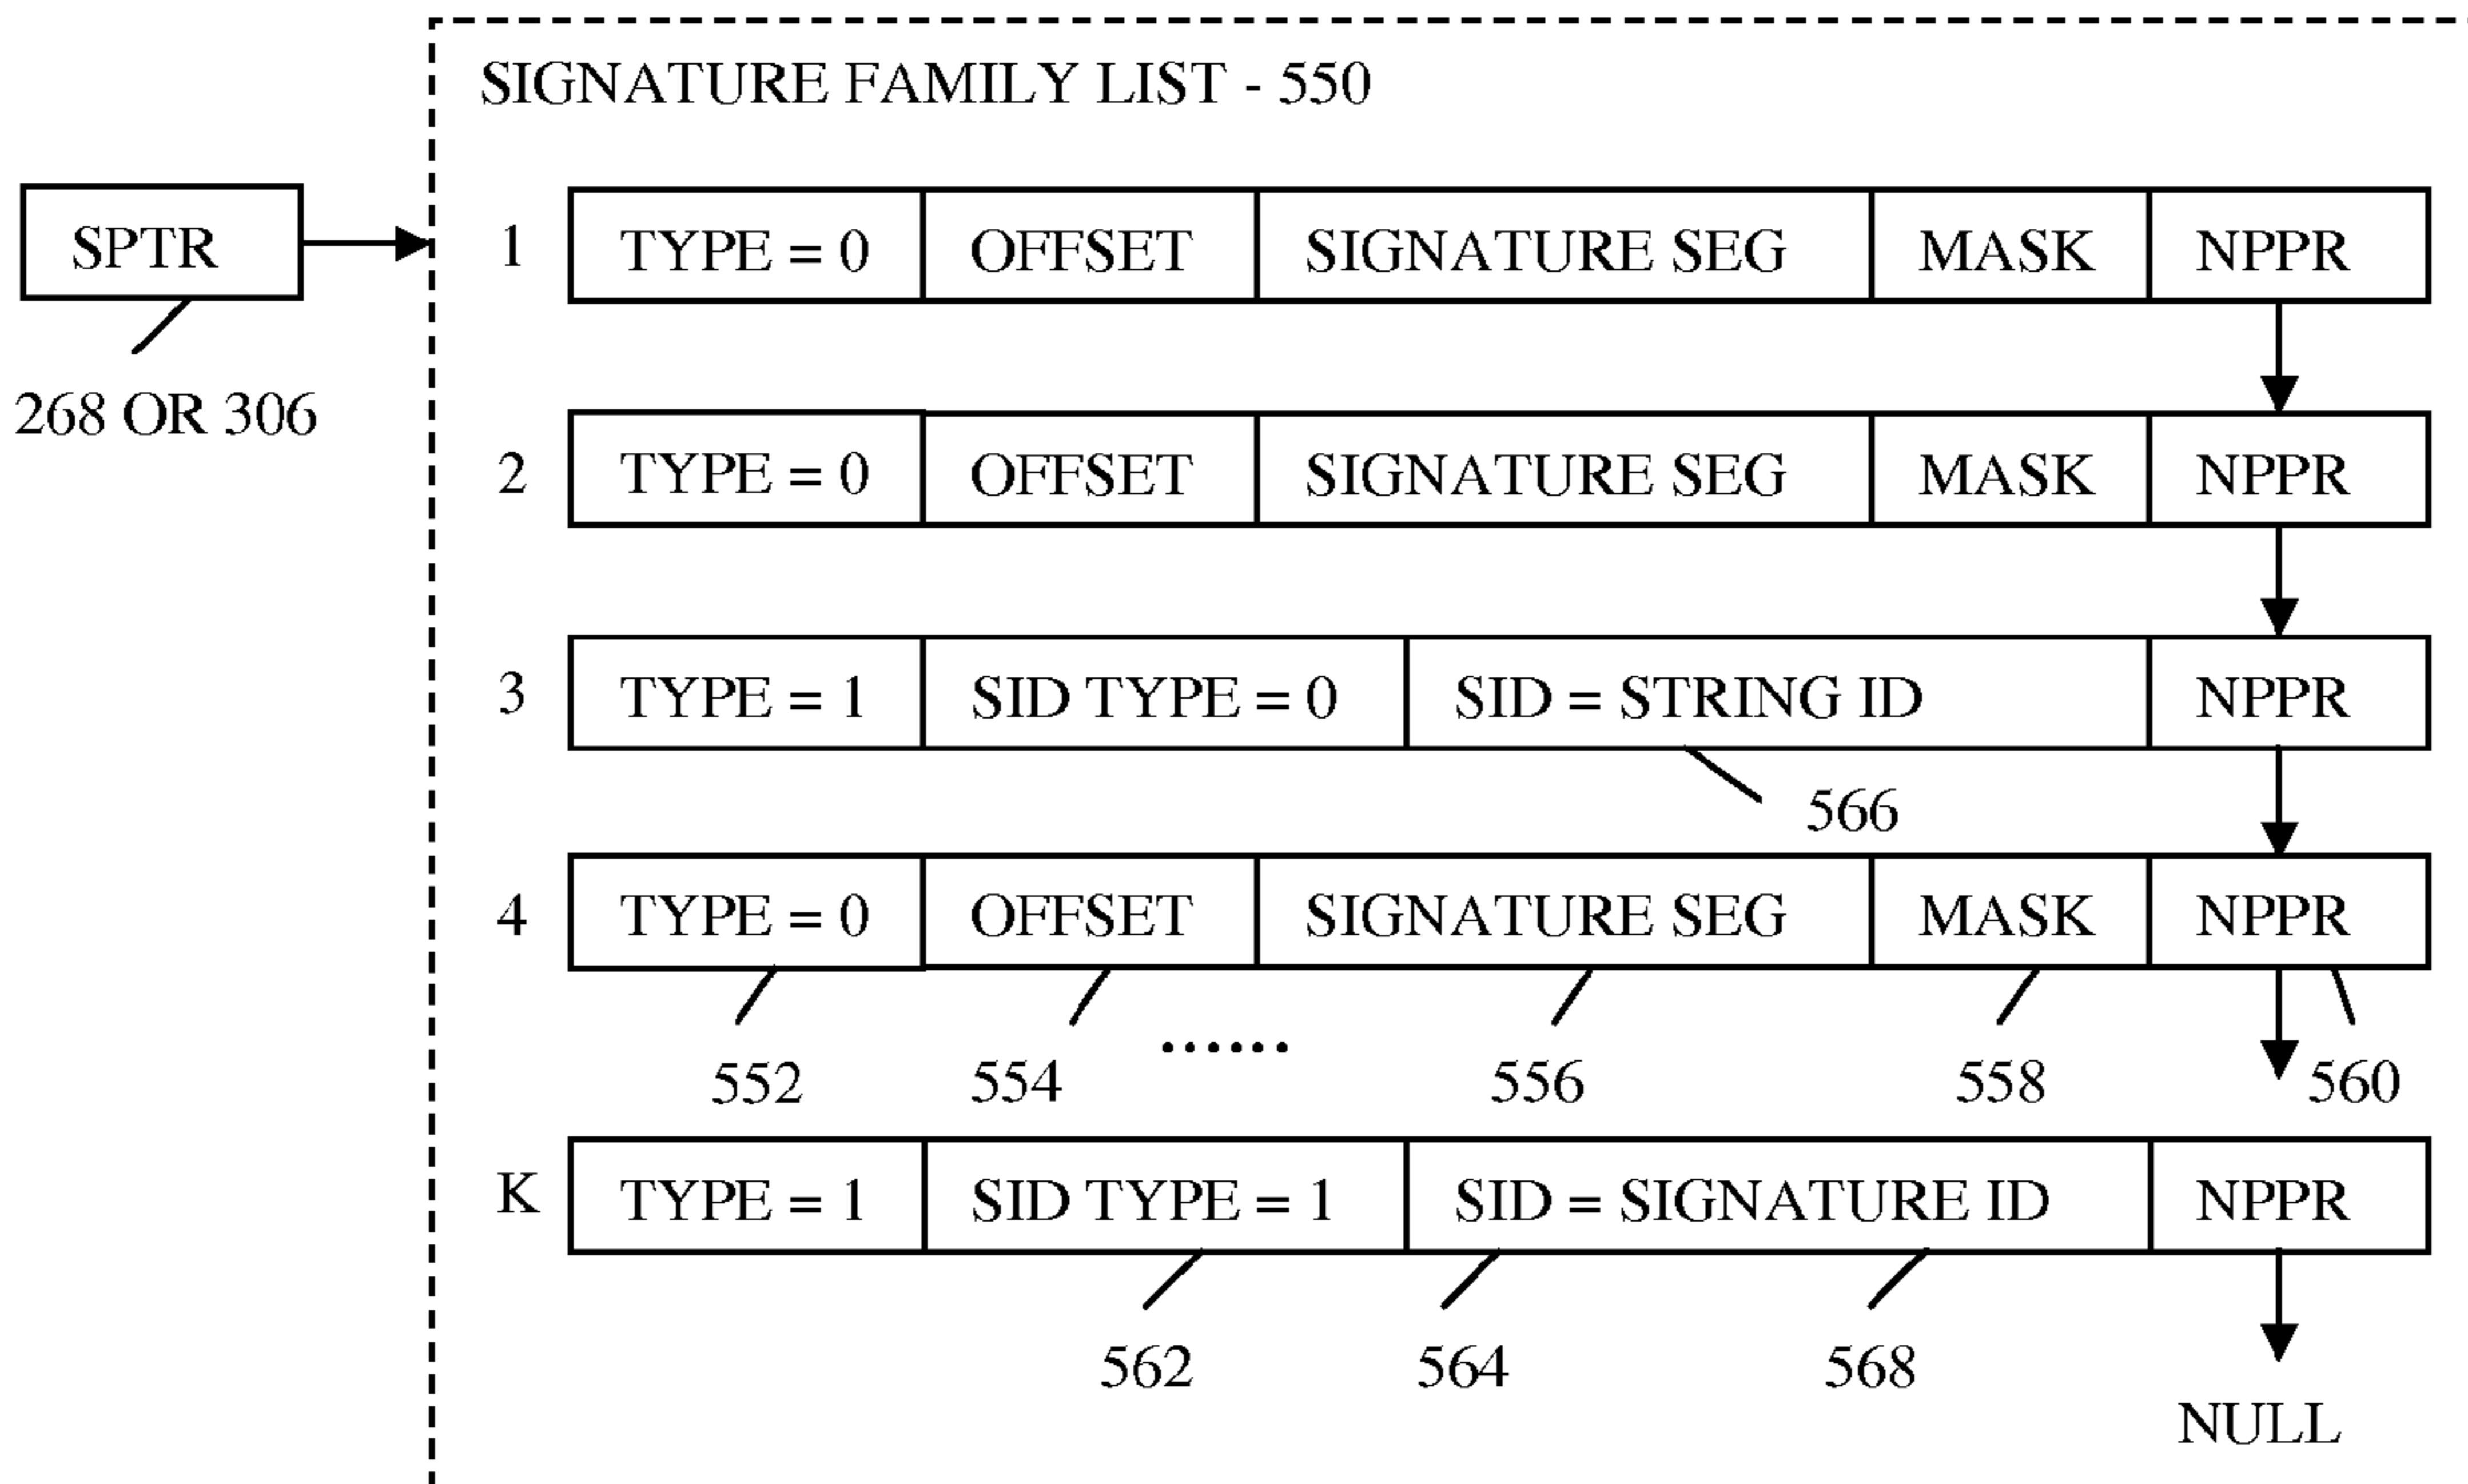 SIGNATURE FAMILY LIST - 550
SPTR
268 OR 306
1 TYPE = 0 OFFSET SIGNATURE SEG MASK NPPR
2 TYPE = 0 OFFSET SIGNATURE SEG MASK NPPR
3 TYPE = 1 SID TYPE = 0 SID = STRING ID NPPR
566
4 TYPE = 0 OFFSET SIGNATURE SEG MASK NPPR
......
552 554 556 558 560
K TYPE = 1 SID TYPE = 1 SID = SIGNATURE ID NPPR
562 564 568
NULL